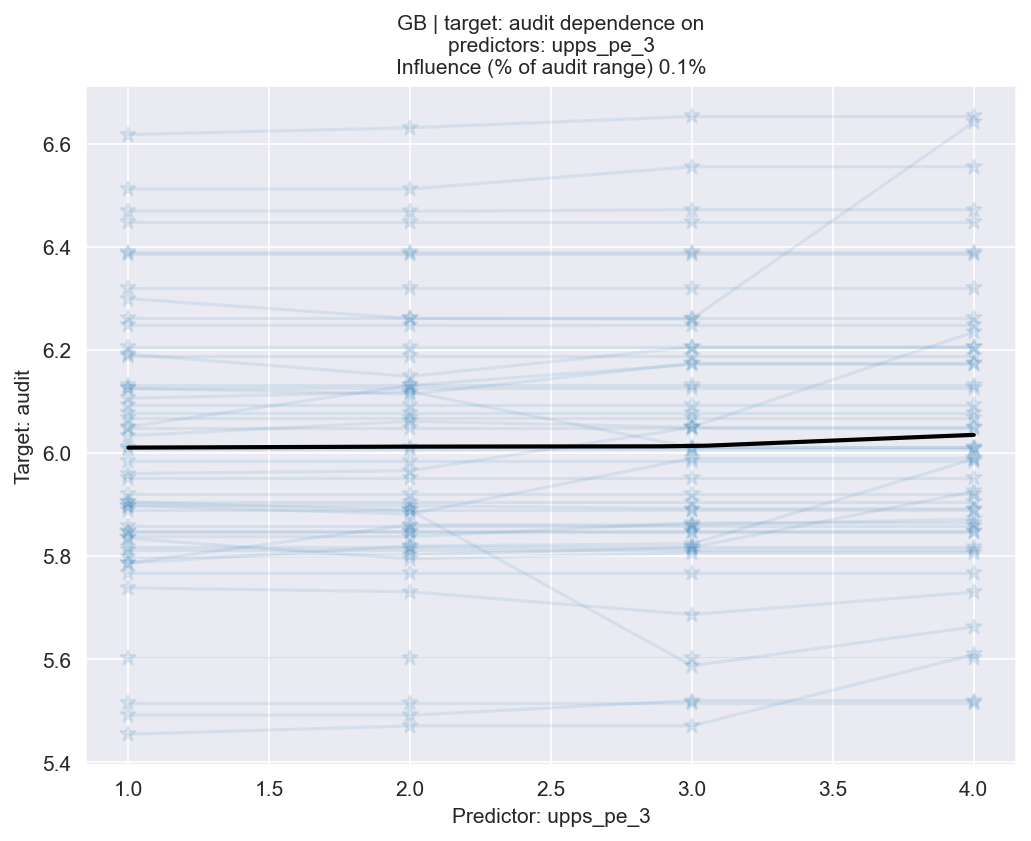 GB | target: audit dependence on
predictors: upps_pe_3
Influence (% of audit range) 0.1%
Target: audit
6.6
6.4
6.2
6.0
5.8
5.6
5.4
1.0
1.5
2.0
2.5
3.0
3.5
4.0
Predictor: upps_pe_3